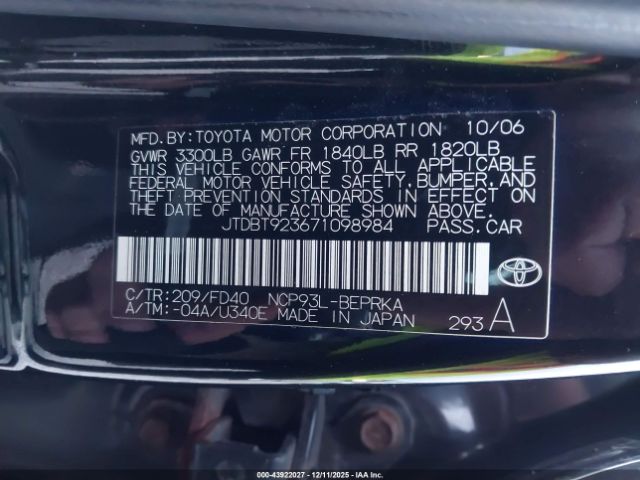 MFD.BY:TOYOTA MOTOR CORPORATION 10/06
GVWR 3300LB GAWR FR 1840LB RR 1820LB
THIS VEHICLE CONFORMS TO ALL APPLICABLE
FEDERAL MOTOR VEHICLE SAFETY,BUMPER,AND
THEFT PREVENTION STANDARDS IN EFFECT ON
THE DATE OF MANUFACTURE SHOWN ABOVE.
JTDBT923671098984 PASS.CAR
C/TR:209/FD40 NCP93L-BEPRKA
A/TM:-04A/U340E MADE IN JAPAN 293 A
TOYOTA
000-43922027 - 12/11/2025 - IAA Inc.